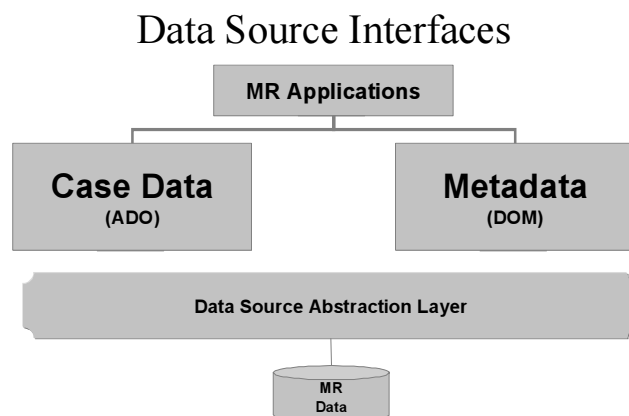 Data Source Interfaces
MR Applications
Case Data
(ADO)
Metadata
(DOM)
Data Source Abstraction Layer
MR
Data